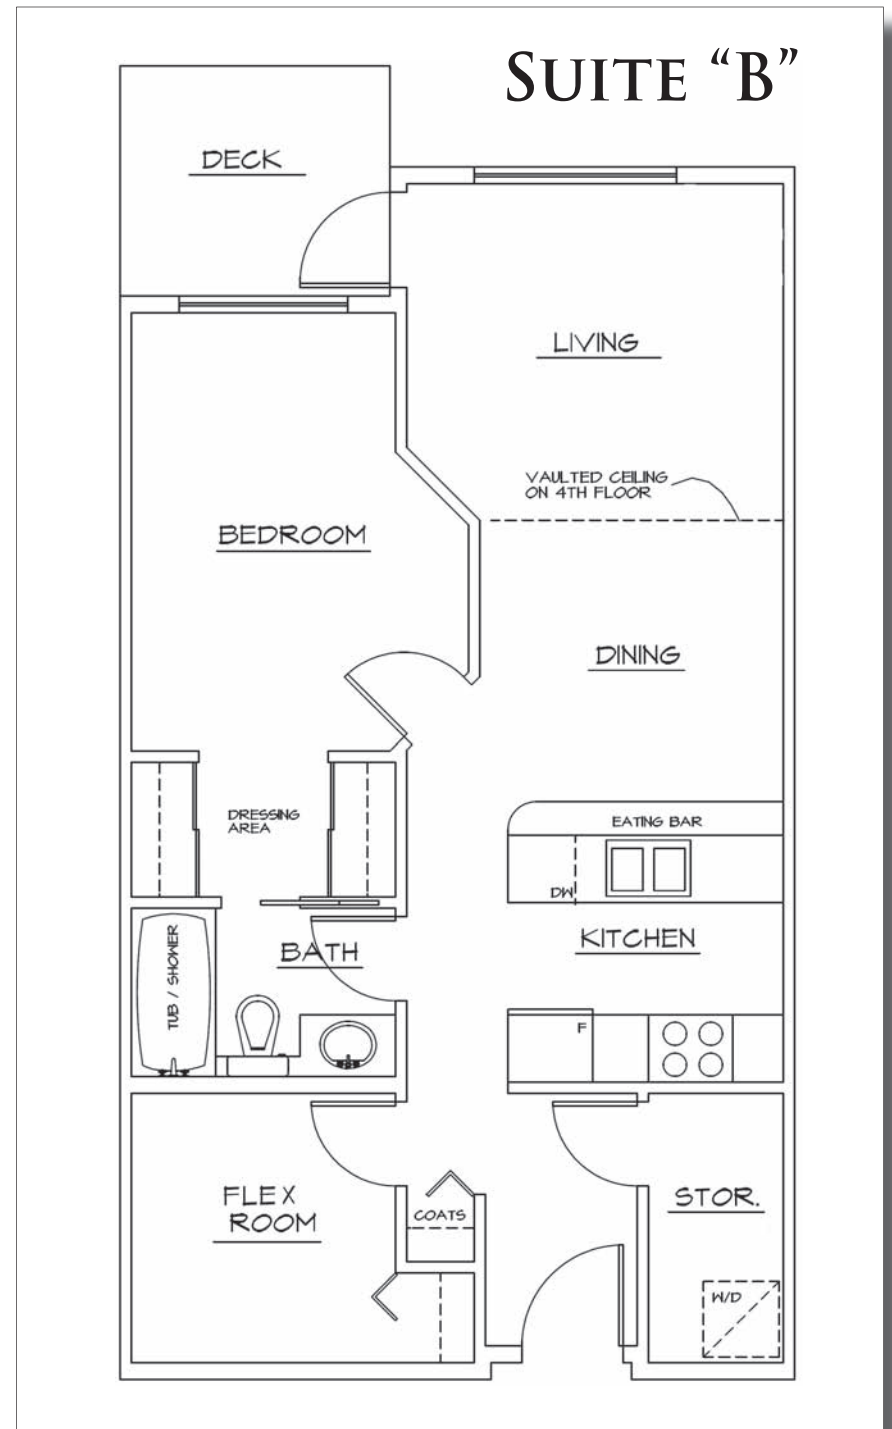 SUITE “B”
DECK
LIVING
VAULTED CEILING
ON 4TH FLOOR
BEDROOM
DINING
DRESSING
AREA
EATING BAR
DW
KITCHEN
BATH
TUB / SHOWER
F
FLEX
ROOM
COATS
STOR.
W/D